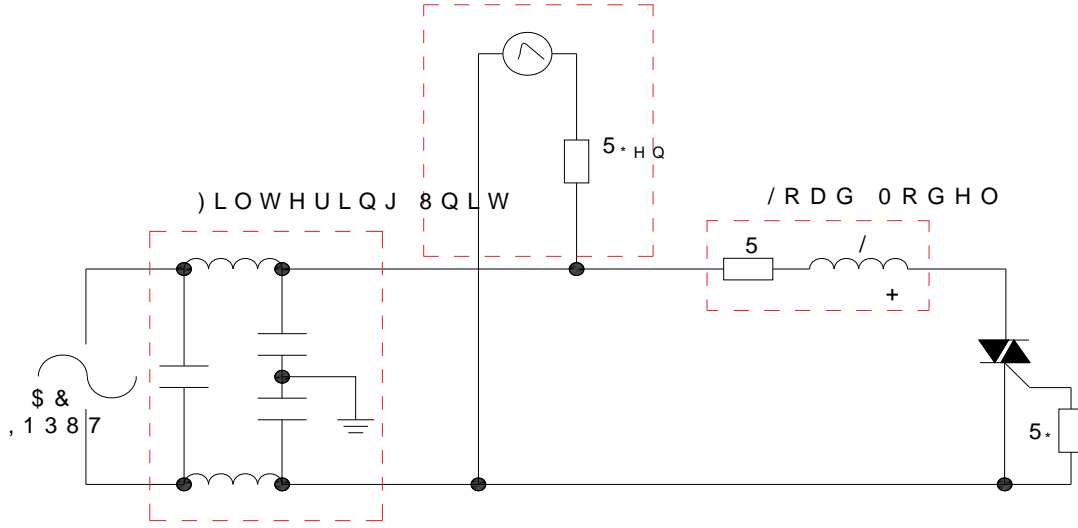 5* HQ
)LOWHULQJ 8QLW
/RDG 0RGHO
5 /
+
$&
,1387
5*